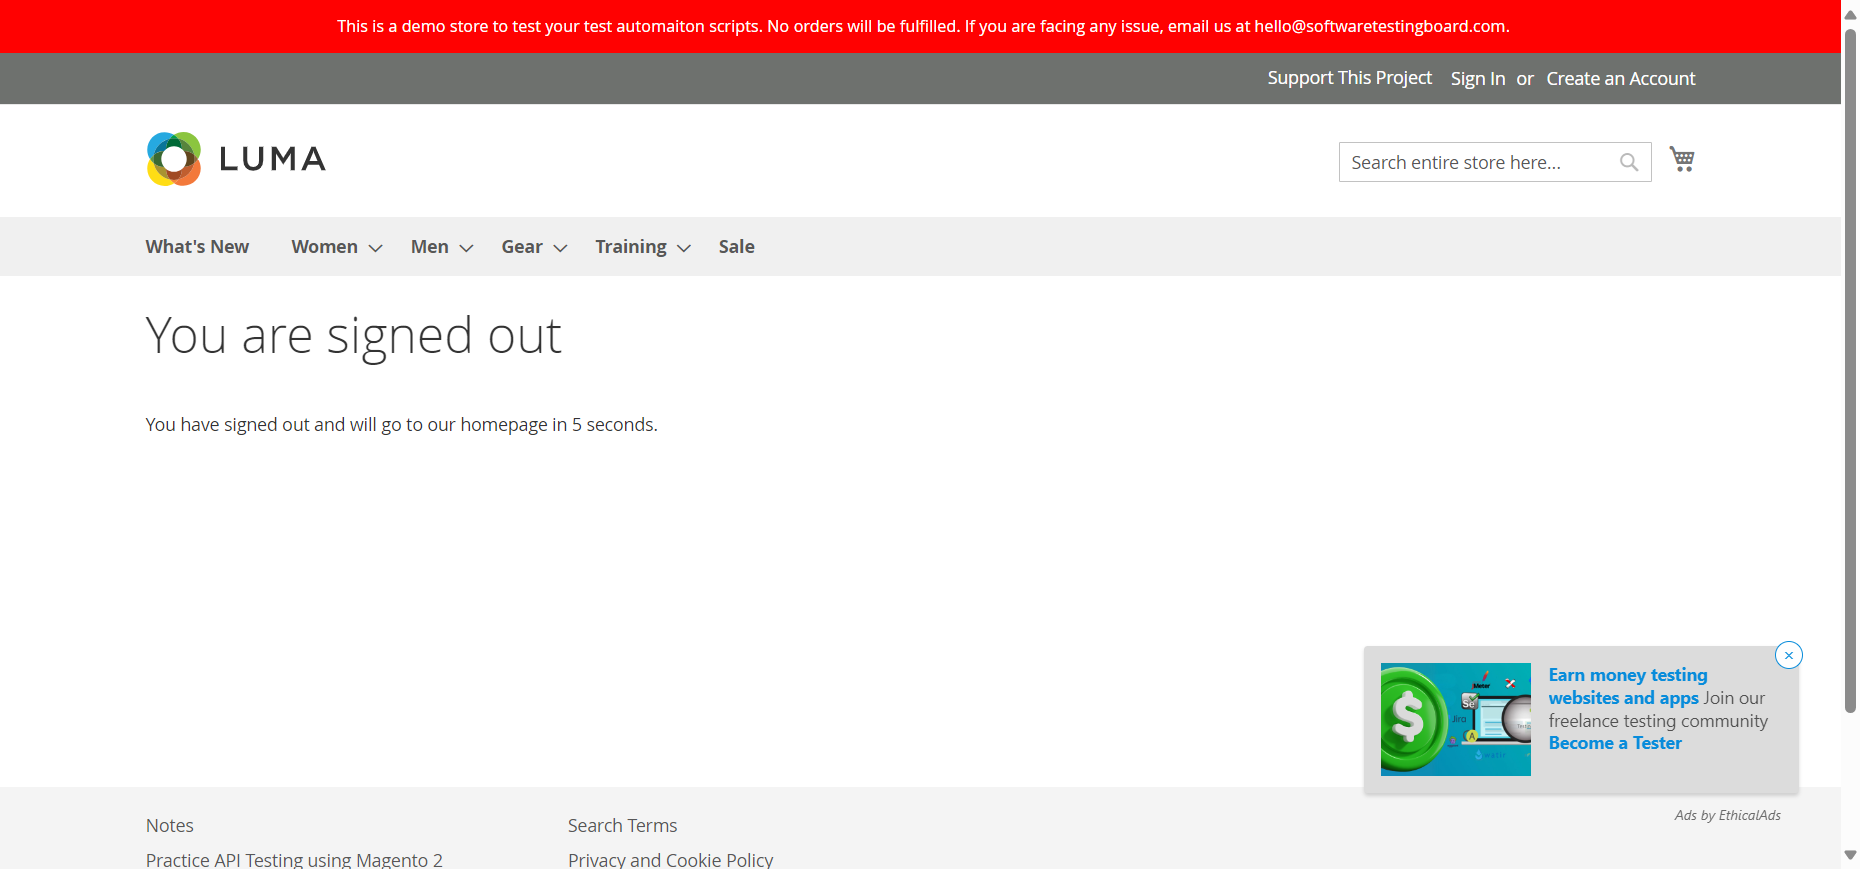 This is a demo store to test your test automaiton scripts. No orders will be fulfilled. If you are facing any issue, email us at hello@softwaretestingboard.com.
Support This Project Sign In or Create an Account
LUMA
Search entire store here...
What's New Women Men Gear Training Sale
You are signed out
You have signed out and will go to our homepage in 5 seconds.
Earn money testing
websites and apps Join our
freelance testing community
Become a Tester
Jira
Se
Ads by EthicalAds
Notes Search Terms
Practice API Testing using Magento 2 Privacy and Cookie Policy